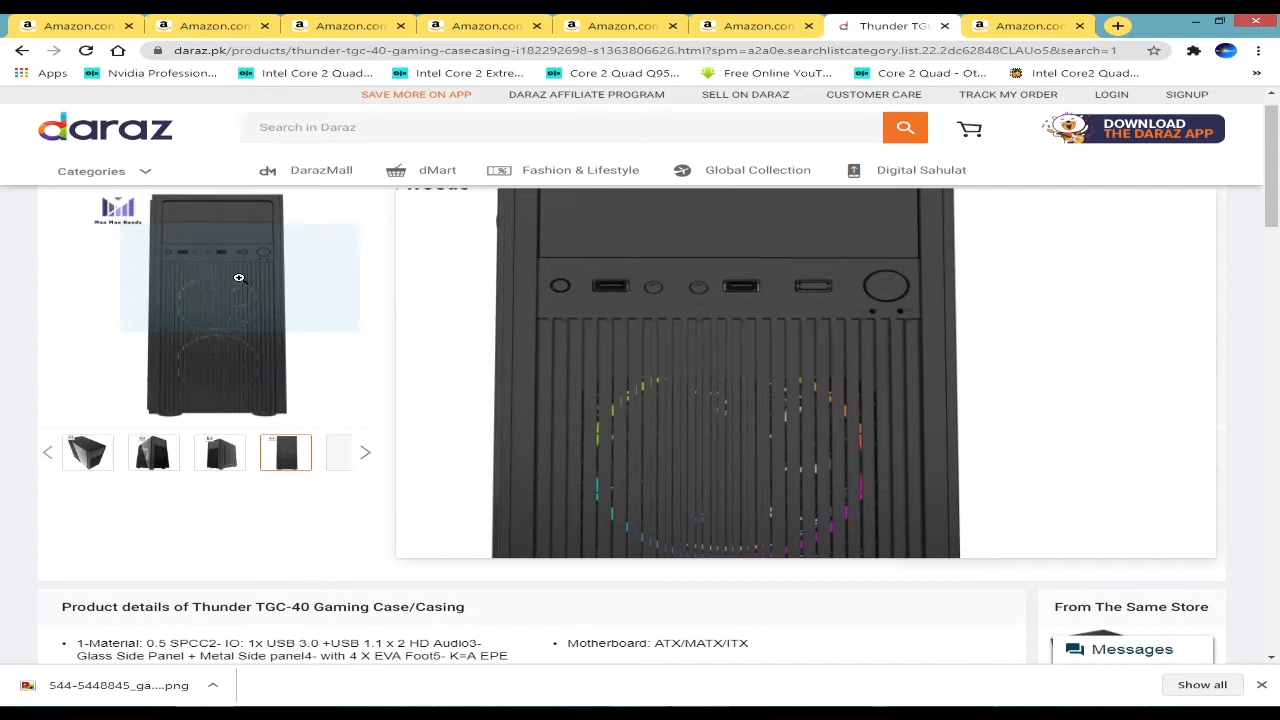 Amazon.com
Amazon.com
Amazon.com
Amazon.com
Amazon.com
Amazon.com
Thunder TG
Amazon.com
daraz.pk/products/thunder-tgc-40-gaming-casecasing-i182292698-s1363806626.html?spm=a2a0e.searchlistcategory.list.22.2dc62848CLAUo5&search=1
Apps
Nvidia Profession...
IntelCore 2 Quad...
Intel Core 2 Extre...
Core 2 Quad Q95...
Free Online YouT...
Core 2 Quad - Ot...
Intel Core2 Quad...
SAVE MORE ON APP
DARAZ AFFILIATE PROGRAM
SELL ON DARAZ
CUSTOMER CARE
TRACK MY ORDER
LOGIN
SIGNUP
daraz
Search in Daraz
DOWNLOAD
THE DARAZ APP
Categories
DarazMall
dMart
Fashion & Lifestyle
Global Collection
Digital Sahulat
Product details of Thunder TGC-40 Gaming Case/Casing
From The Same Store
• 1-Material: 0.5 SPCC2- IO: 1x USB 3.0 +USB 1.1 x 2 HD Audio3-
Glass Side Panel + Metal Side panel4- with 4 X EVA Foot5- K=A EPE
• Motherboard: ATX/MATX/ITX
Messages
544-5448845_ga....png
Show all